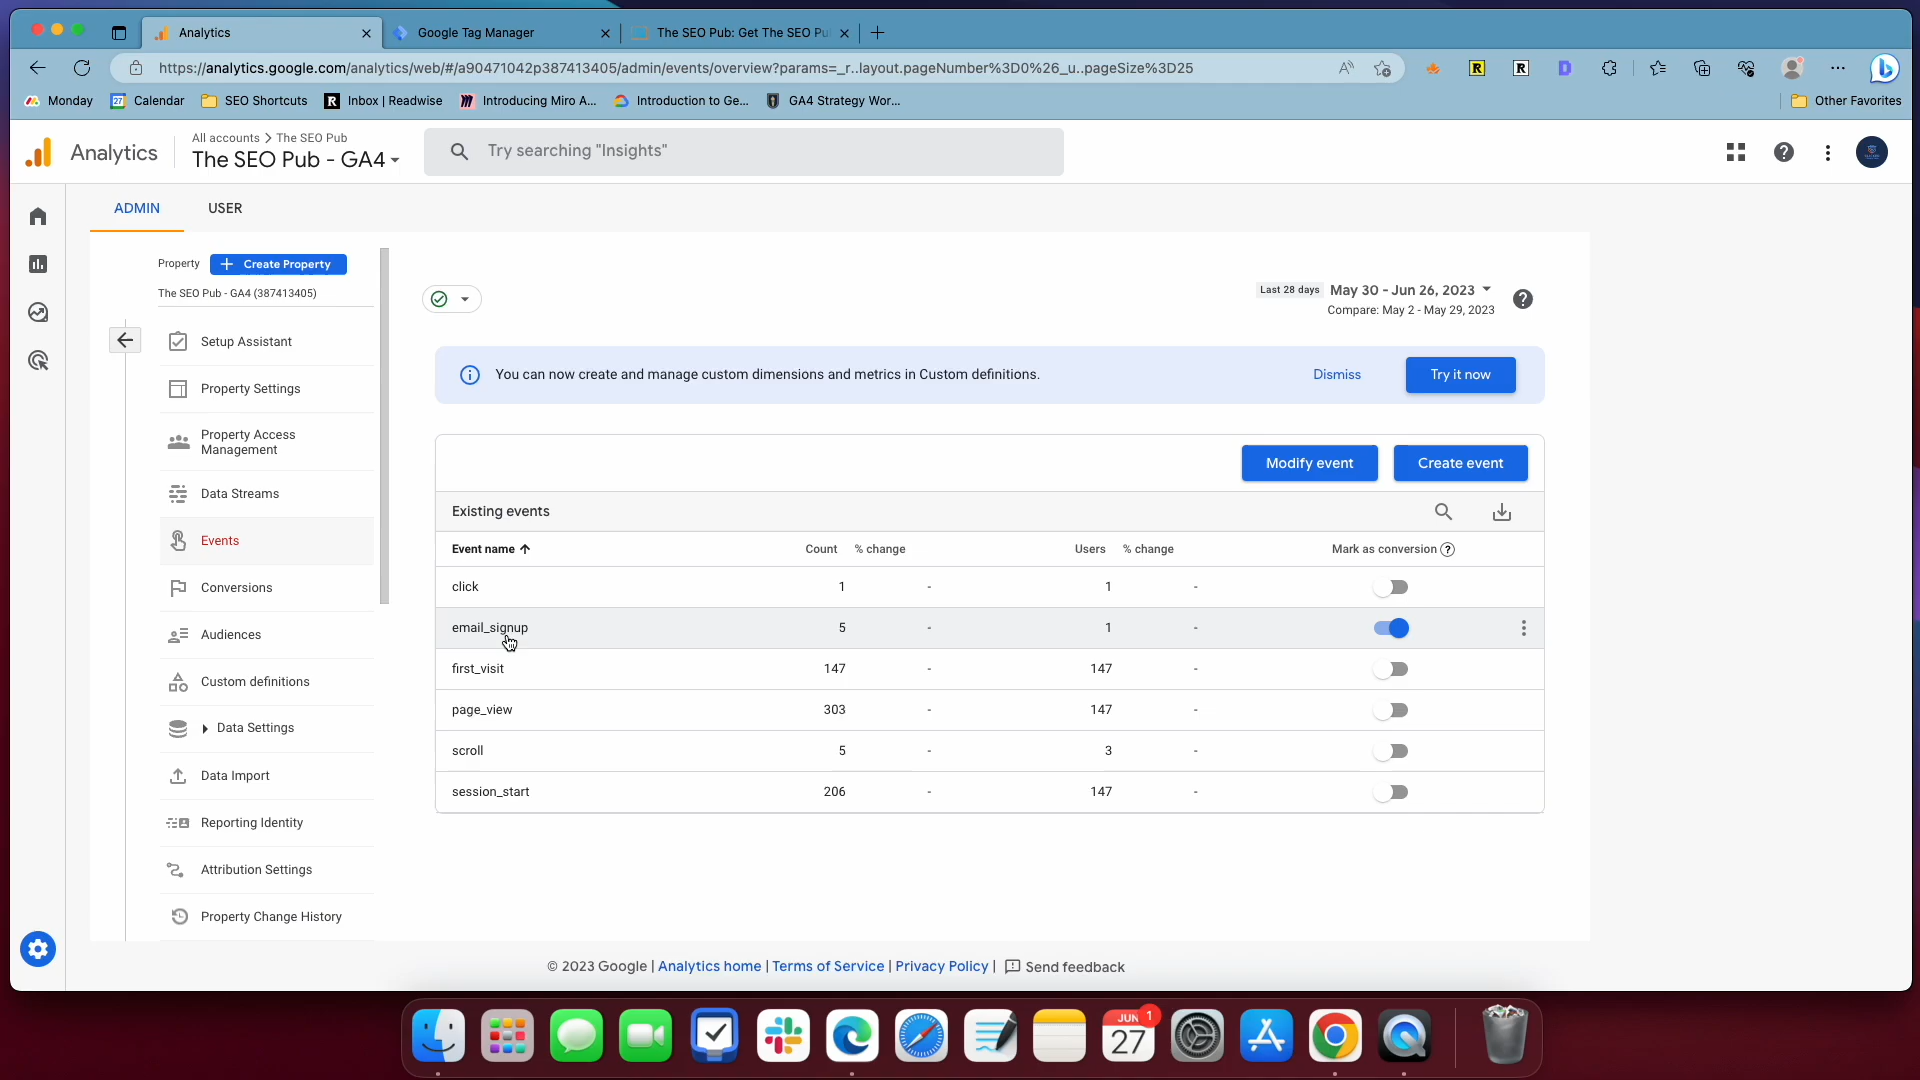 Analytics
Google Tag Manager
The SEO Pub: Get The SEO Pu
https://analytics.google.com/analytics/web/#/a90471042p387413405/admin/events/overview?params=_r..layout.pageNumber%3D0%26_u..pageSize%3D25
Monday
27
Calendar
SEO Shortcuts
R
Inbox | Readwise
Introducing Miro A...
Introduction to Ge...
GA4 Strategy Wor...
Other Favorites
Analytics
All accounts > The SEO Pub
The SEO Pub - GA4
Try searching "Insights"
ADMIN
USER
Property
+ Create Property
The SEO Pub - GA4 (387413405)
Setup Assistant
Property Settings
Property Access
Management
Data Streams
Events
Conversions
Audiences
Custom definitions
Data Settings
Data Import
Reporting Identity
Attribution Settings
Property Change History
Last 28 days
May 30 - Jun 26, 2023
Compare: May 2 - May 29, 2023
You can now create and manage custom dimensions and metrics in Custom definitions.
Dismiss
Try it now
Modify event
Create event
Existing events
Event name Count % change Users % change Mark as conversion
click 1 - 1 -
email_signup 5 - 1 -
first_visit 147 - 147 -
page_view 303 - 147 -
scroll 5 - 3 -
session_start 206 - 147 -
© 2023 Google | Analytics home | Terms of Service | Privacy Policy | Send feedback
JUN
27
1